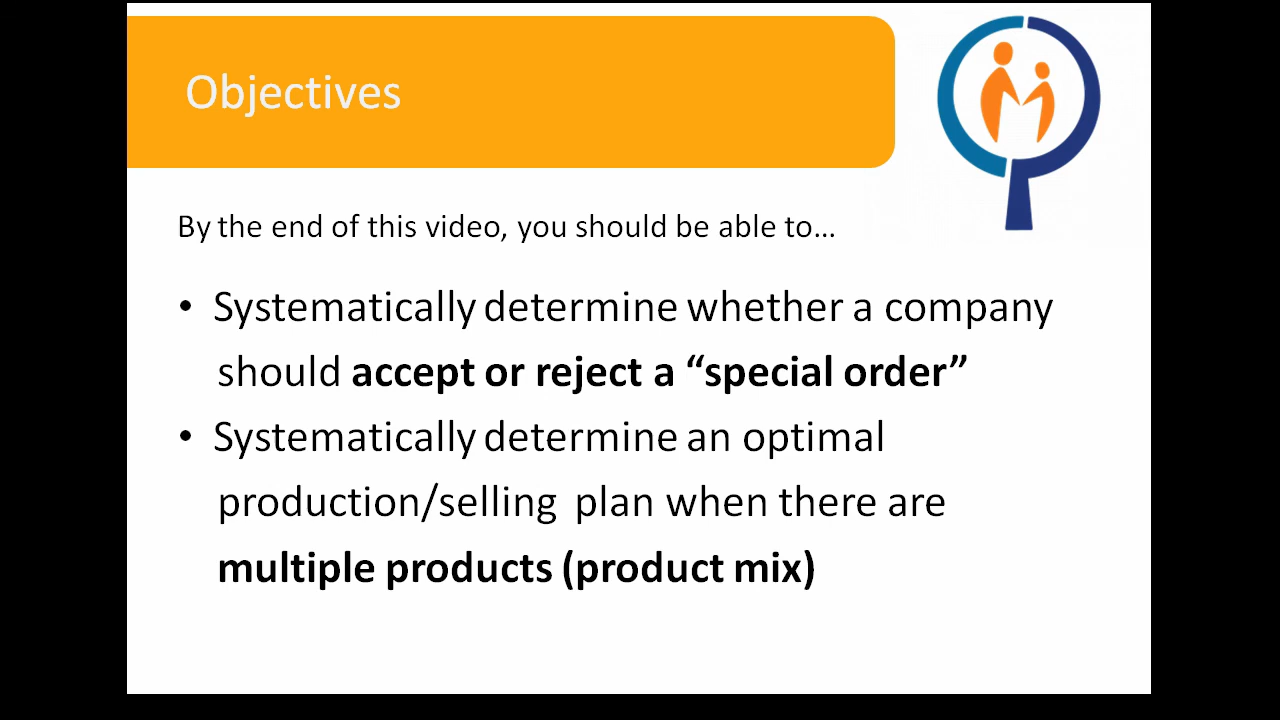 Objectives
By the end of this video, you should be able to…
• Systematically determine whether a company
should accept or reject a “special order”
• Systematically determine an optimal
production/selling plan when there are
multiple products (product mix)